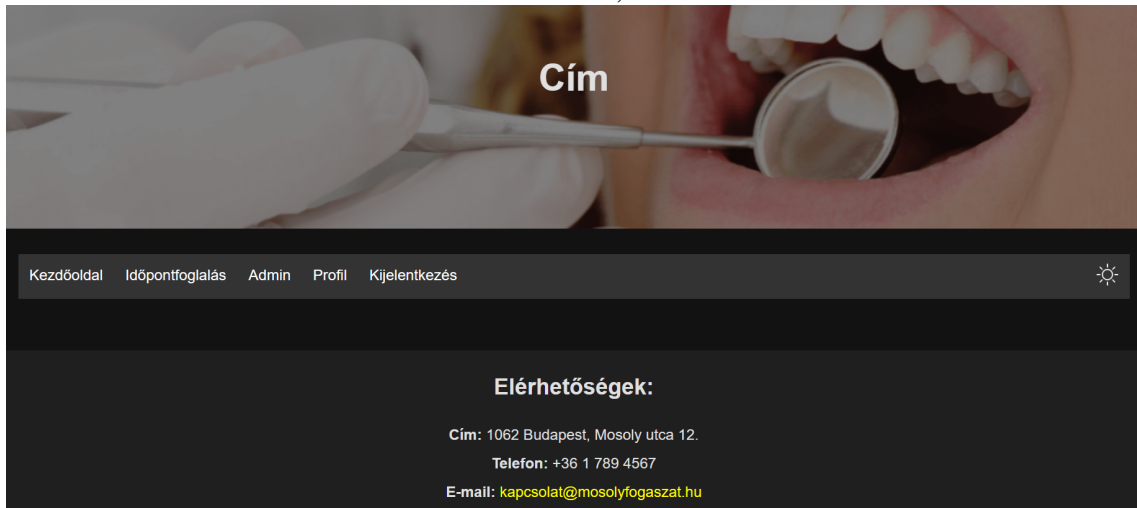 Cím
Kezdőoldal Időpontfoglalás Admin Profil Kijelentkezés
Elérhetőségek:
Cím: 1062 Budapest, Mosoly utca 12.
Telefon: +36 1 789 4567
E-mail: kapcsolat@mosolyfogaszat.hu